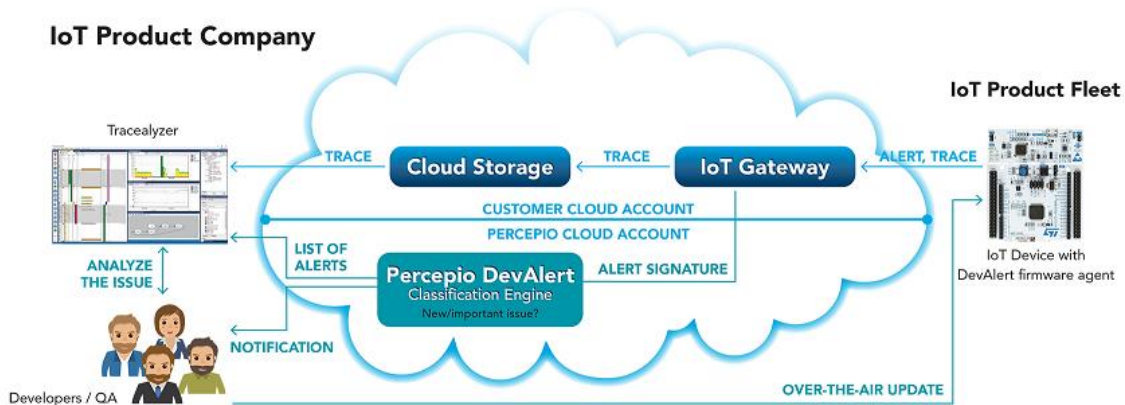 IoT Product Company
IoT Product Fleet
Tracealyzer
TRACE
Cloud Storage
TRACE
IoT Gateway
ALERT, TRACE
CUSTOMER CLOUD ACCOUNT
PERCEPIO CLOUD ACCOUNT
LIST OF
ALERTS
Percepio DevAlert
Classification Engine
New/important issue?
ALERT SIGNATURE
IoT Device with
DevAlert firmware agent
ANALYZE
THE ISSUE
NOTIFICATION
Developers / QA
OVER-THE-AIR UPDATE